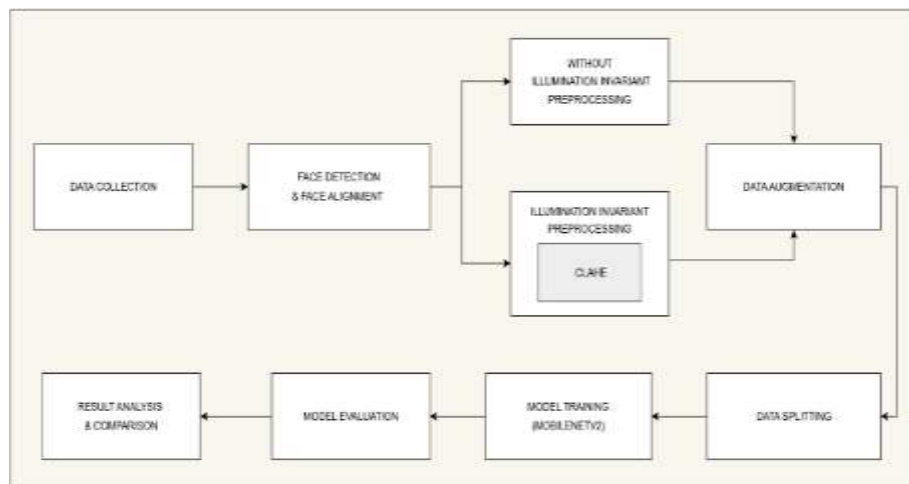 DATA COLLECTION
FACE DETECTION
& FACE ALIGNMENT
WITHOUT
ILLUMINATION INVARIANT
PREPROCESSING
ILLUMINATION INVARIANT
PREPROCESSING
CLAHE
DATA AUGMENTATION
DATA SPLITTING
MODEL TRAINING
(MOBILENETV2)
MODEL EVALUATION
RESULT ANALYSIS
& COMPARISON